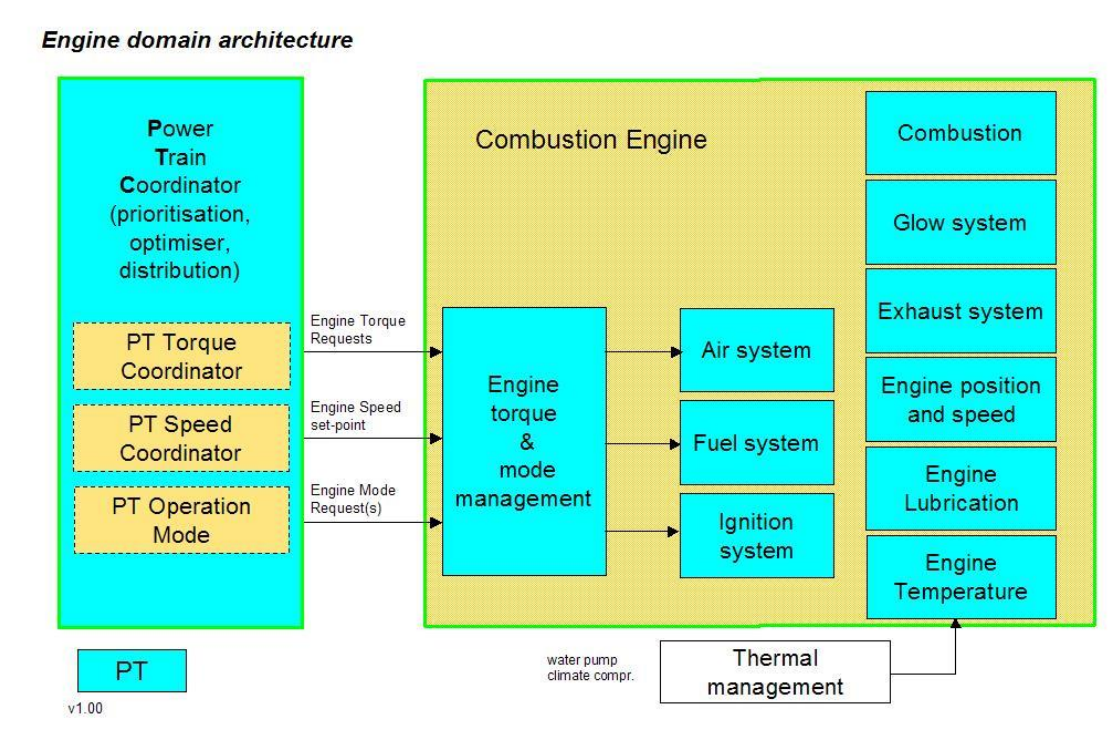 Engine domain architecture
Power
Train
Coordinator
(prioritisation,
optimiser,
distribution)
PT Torque
Coordinator
PT Speed
Coordinator
PT Operation
Mode
Engine Torque
Requests
Engine Speed
set-point
Engine Mode
Request(s)
Combustion Engine
Engine
torque
&
mode
management
Air system
Fuel system
Ignition
system
Combustion
Glow system
Exhaust system
Engine position
and speed
Engine
Lubrication
Engine
Temperature
water pump
climate compr.
Thermal
management
PT
v1.00